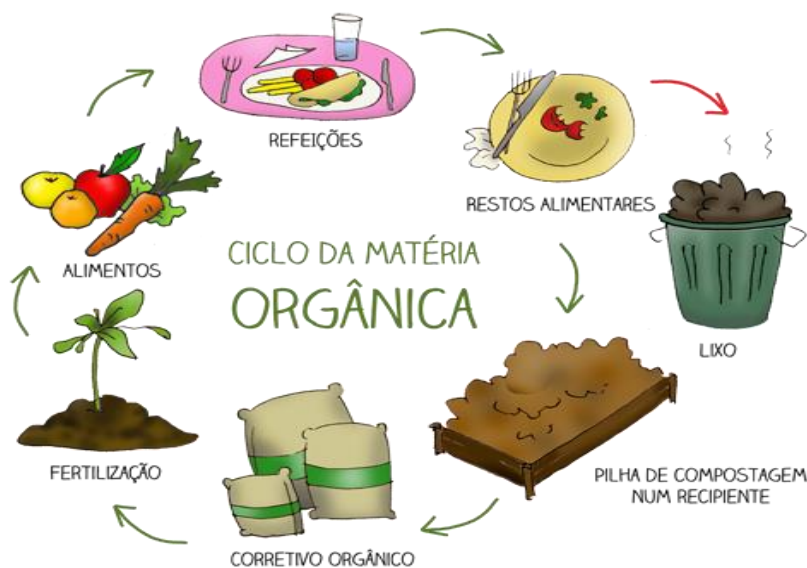 REFEIÇÕES
RESTOS ALIMENTARES
ALIMENTOS
CICLO DA MATÉRIA
ORGÂNICA
LIXO
FERTILIZAÇÃO
PILHA DE COMPOSTAGEM
NUM RECIPIENTE
CORRETIVO ORGÂNICO